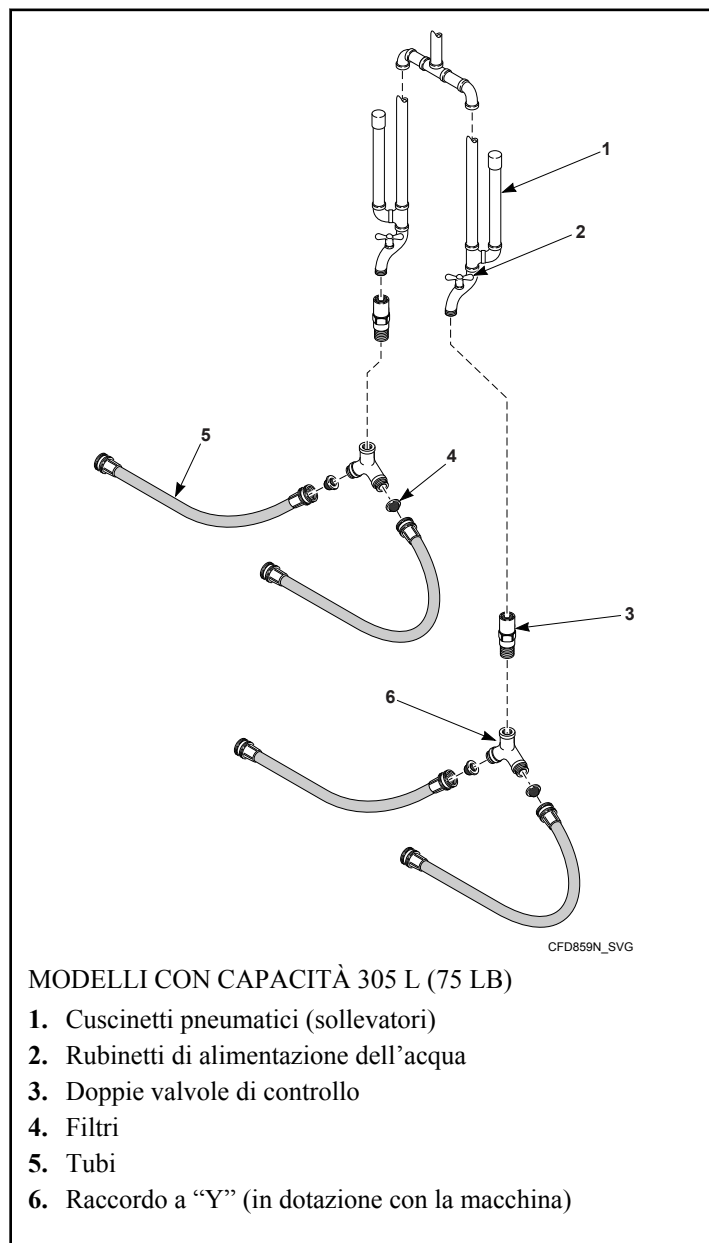 1
2
5
4
3
6
CFD859N_SVG
MODELLI CON CAPACITÀ 305 L (75 LB)
1. Cuscinetti pneumatici (sollevatori)
2. Rubinetti di alimentazione dell’acqua
3. Doppie valvole di controllo
4. Filtri
5. Tubi
6. Raccordo a “Y” (in dotazione con la macchina)